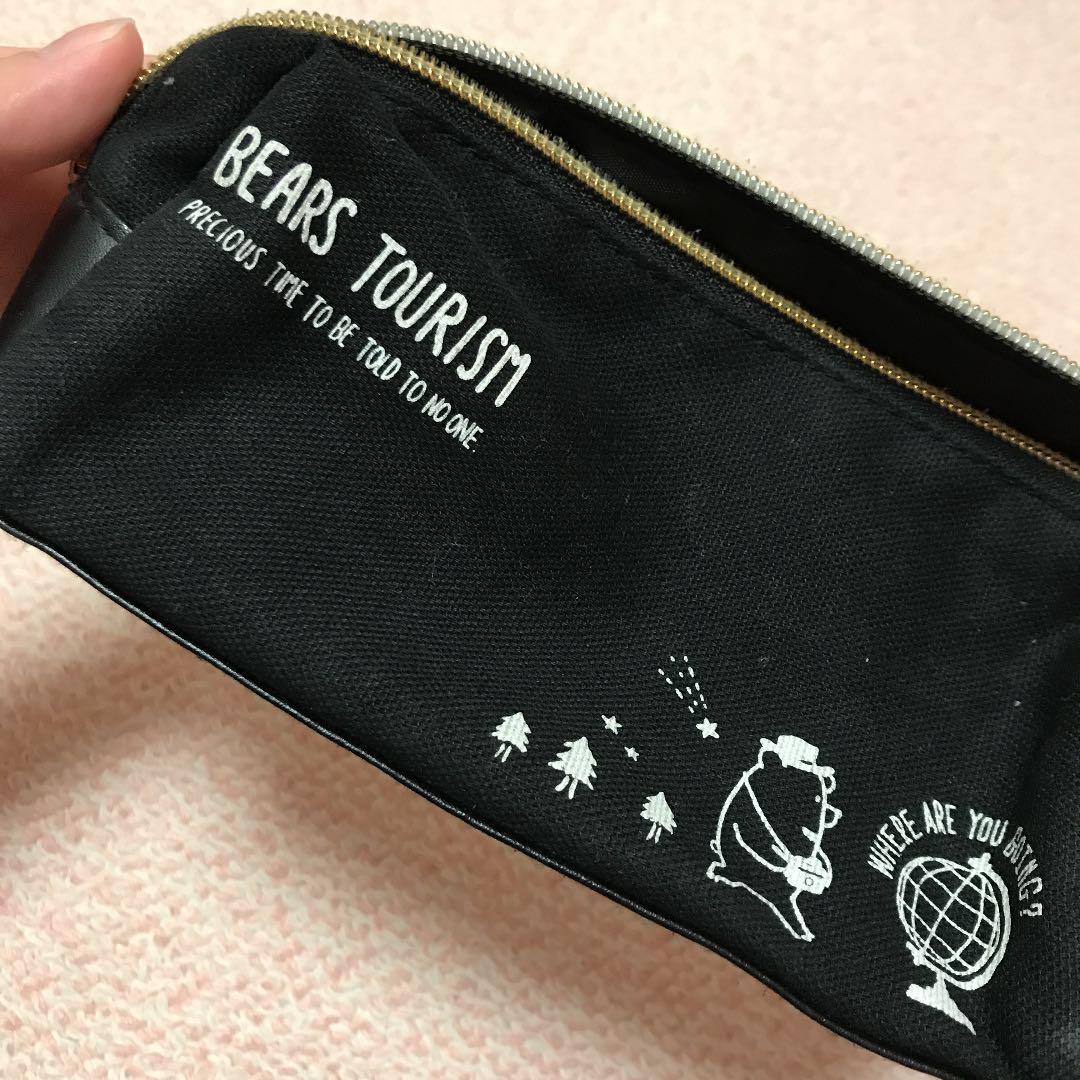 BEARS TOURISM
PRECIOUS TIME TO BE TOLD TO NO ONE.
WHERE ARE YOU GOING?